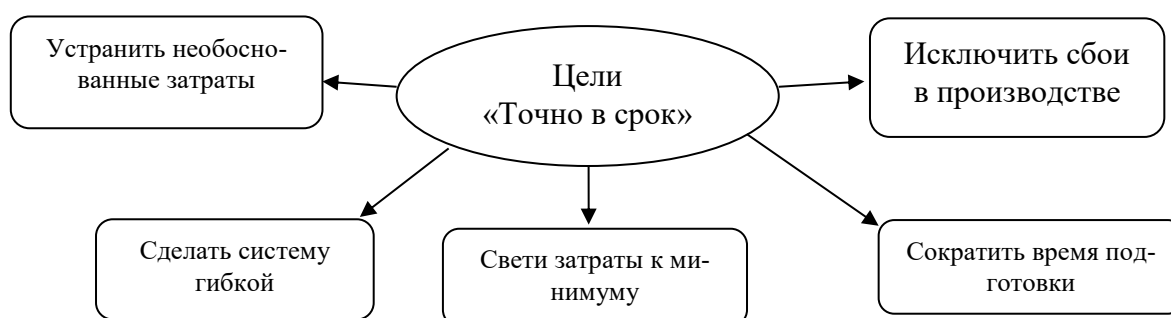 Устранить необосно-
ванные затраты
Цели
«Точно в срок»
Исключить сбои
в производстве
Сделать систему
гибкой
Свети затраты к ми-
нимуму
Сократить время под-
готовки